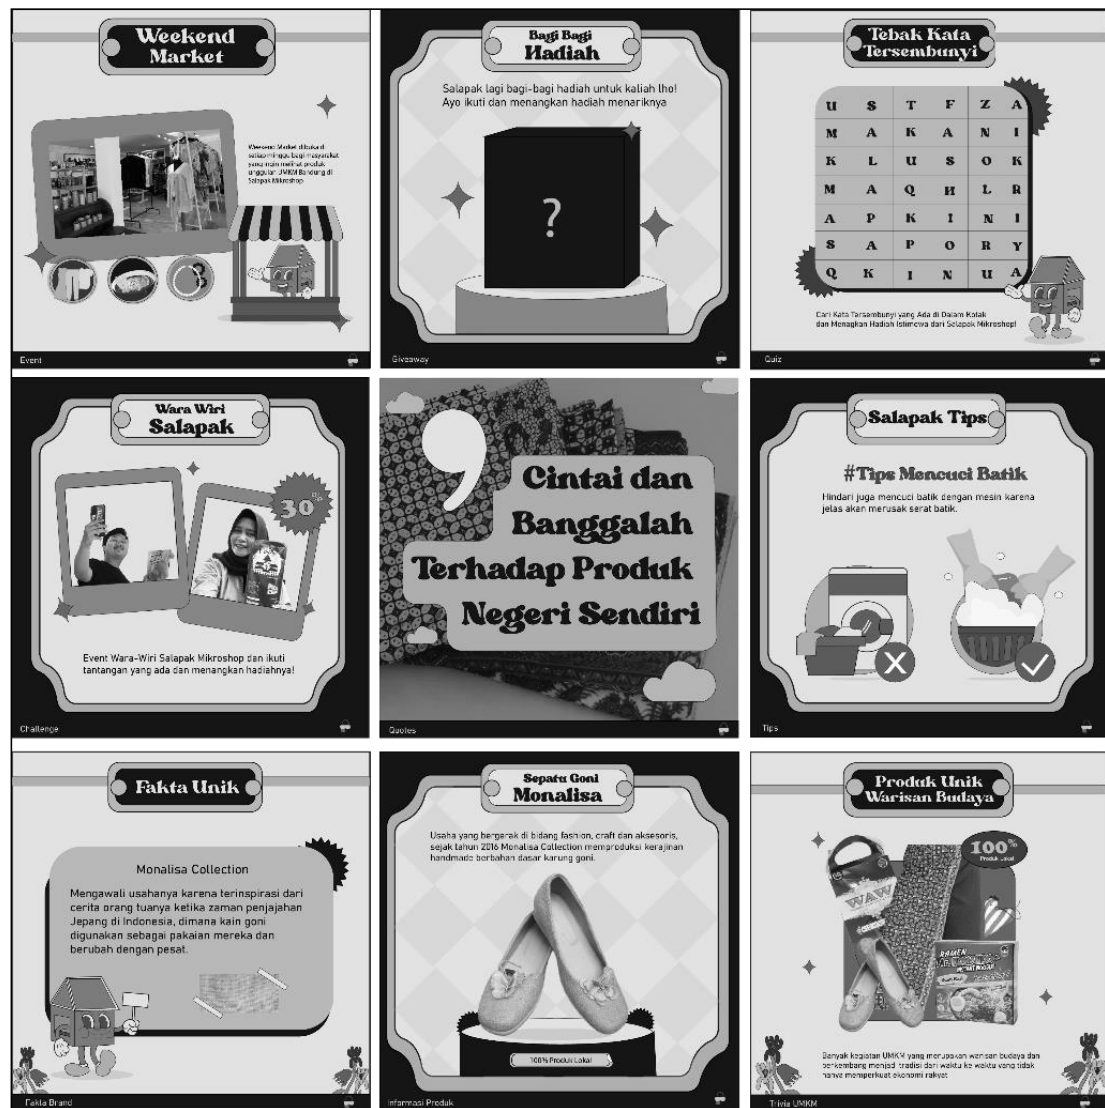 Weekend
Market
Weekend Market dibuka di
setiap minggu bagi masyarakat
yang ingin melihat produk
unggulan UMKM Bandung di
Salapak Mikroshop
Event
Bagi Bagi
Hadiah
Salapak lagi bagi-bagi hadiah untuk kaliah lho!
Ayo ikuti dan menangkan hadiah menariknya
?
Giveaway
Tebak Kata
Tersembunyi
U S T F Z A
M A K A N I
K L U S O K
M A Q N L R
A P K I N I
S A P O R Y
Q K I N U A
Cari Kata Tersembunyi yang Ada di Dalam Kotak
dan Menagkan Hadiah Istimewa dari Salapak Mikroshop!
Quiz
Wara Wiri
Salapak
30%
Event Wara-Wiri Salapak Mikroshop dan ikuti
tantangan yang ada dan menangkan hadiahnya!
Challenge
Cintai dan
Banggalah
Terhadap Produk
Negeri Sendiri
Quotes
Salapak Tips
#Tips Mencuci Batik
Hindari juga mencuci batik dengan mesin karena
jelas akan merusak serat batik.
Tips
Fakta Unik
Monalisa Collection
Mengawali usahanya karena terinspirasi dari
cerita orang tuanya ketika zaman penjajahan
Jepang di Indonesia, dimana kain goni
digunakan sebagai pakaian mereka dan
berubah dengan pesat.
Fakta Brand
Sepatu Goni
Monalisa
Usaha yang bergerak di bidang fashion, craft dan aksesoris,
sejak tahun 2016 Monalisa Collection memproduksi kerajinan
handmade berbahan dasar karung goni.
100% Produk Lokal
Informasi Produk
Produk Unik
Warisan Budaya
100%
Produk Lokal
WAW
RAMEN
Banyak kegiatan UMKM yang merupakan warisan budaya dan
berkembang menjadi tradisi dari waktu ke waktu yang tidak
hanya memperkuat ekonomi rakyat
Trivia UMKM